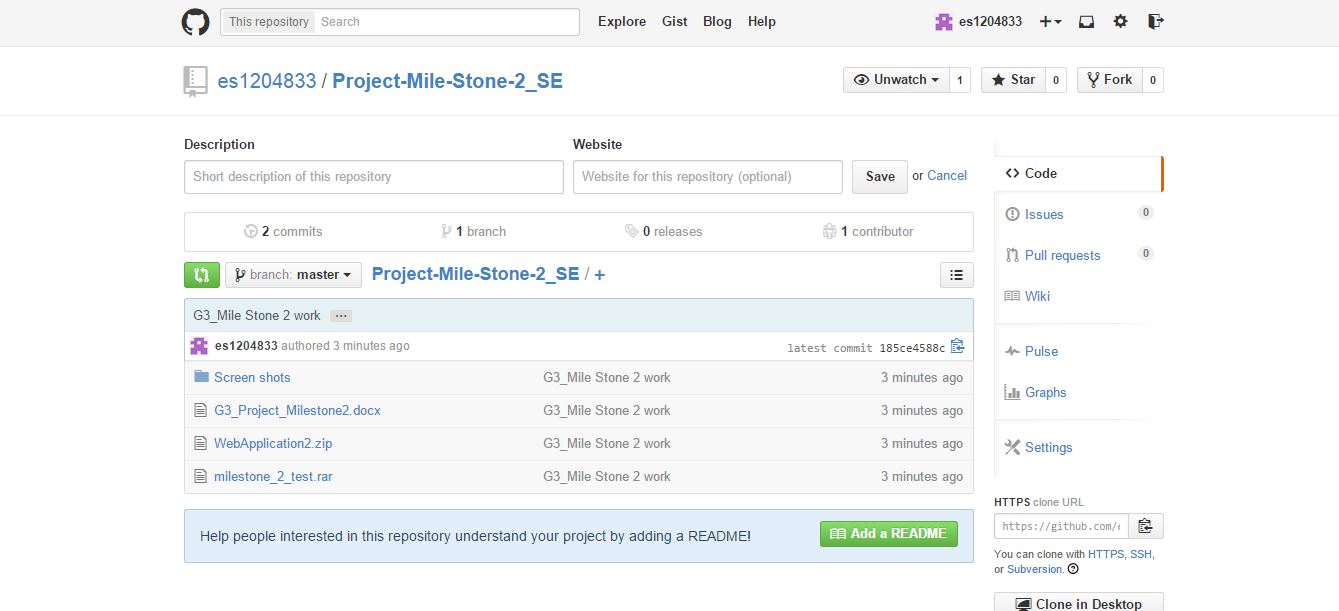 This repository Search Explore Gist Blog Help es1204833
es1204833 / Project-Mile-Stone-2_SE Unwatch 1 Star 0 Fork 0
Description Website
Short description of this repository Website for this repository (optional) Save or Cancel
2 commits 1 branch 0 releases 1 contributor
branch: master Project-Mile-Stone-2_SE / +
G3_Mile Stone 2 work ...
es1204833 authored 3 minutes ago latest commit 185ce4588c
Screen shots G3_Mile Stone 2 work 3 minutes ago
G3_Project_Milestone2.docx G3_Mile Stone 2 work 3 minutes ago
WebApplication2.zip G3_Mile Stone 2 work 3 minutes ago
milestone_2_test.rar G3_Mile Stone 2 work 3 minutes ago
Help people interested in this repository understand your project by adding a README! Add a README
Code
Issues 0
Pull requests 0
Wiki
Pulse
Graphs
Settings
HTTPS clone URL
https://github.com/e
You can clone with HTTPS, SSH,
or Subversion.
Clone in Desktop